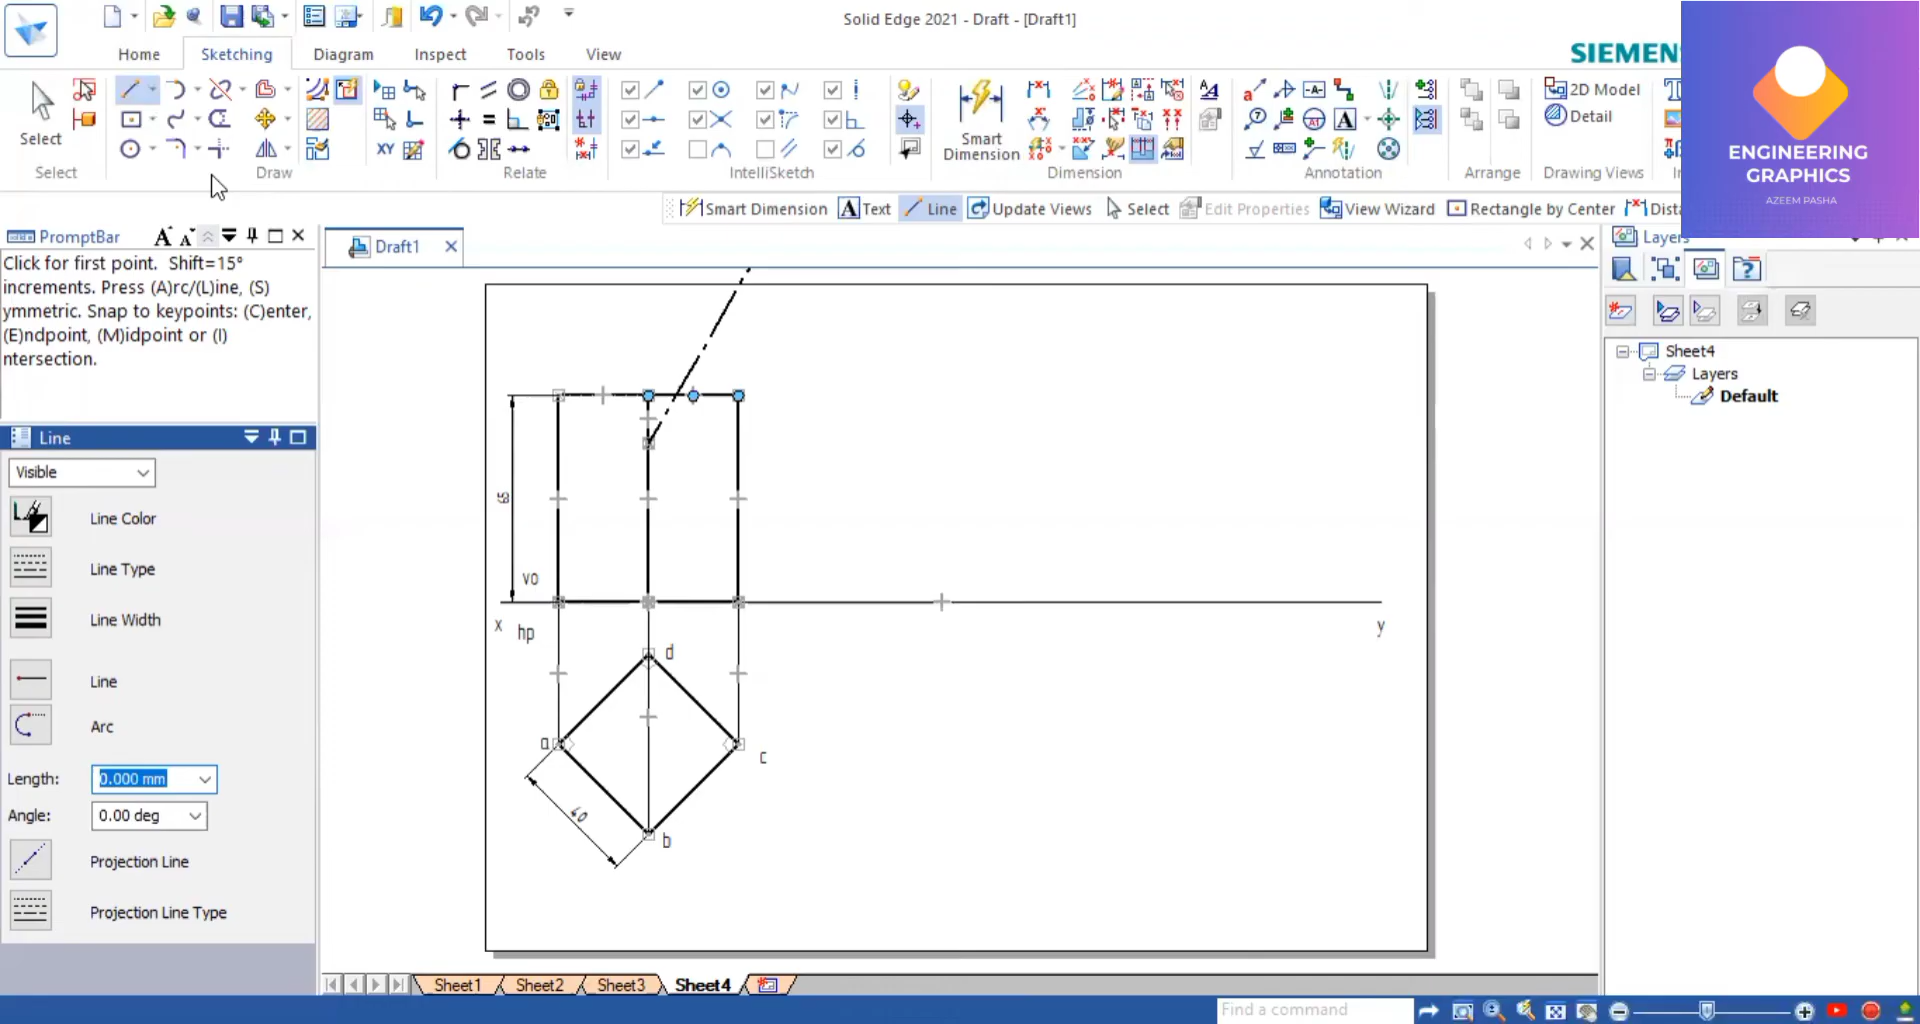 Solid Edge 2021 - Draft - [Draft1]
Home
Sketching
Diagram
Inspect
Tools
View
SIEMENS
ENGINEERING
GRAPHICS
AZEEM PASHA
Select
Select
Draw
XY
Relate
IntelliSketch
Smart
Dimension
Dimension
A
Annotation
Arrange
2D Model
Detail
Drawing Views
Smart Dimension
Text
Line
Update Views
Select
Edit Properties
View Wizard
Rectangle by Center
Dista
PromptBar
Click for first point. Shift=15°
increments. Press (A)rc/(L)ine, (S)
ymmetric. Snap to keypoints: (C)enter,
(E)ndpoint, (M)idpoint or (I)
ntersection.
Draft1
Layers
Sheet4
Layers
Default
Line
Visible
Line Color
Line Type
Line Width
Line
Arc
Length: 0.000 mm
Angle: 0.00 deg
Projection Line
Projection Line Type
65
vo
x
hp
y
d
a
c
40
b
Sheet1
Sheet2
Sheet3
Sheet4
Find a command